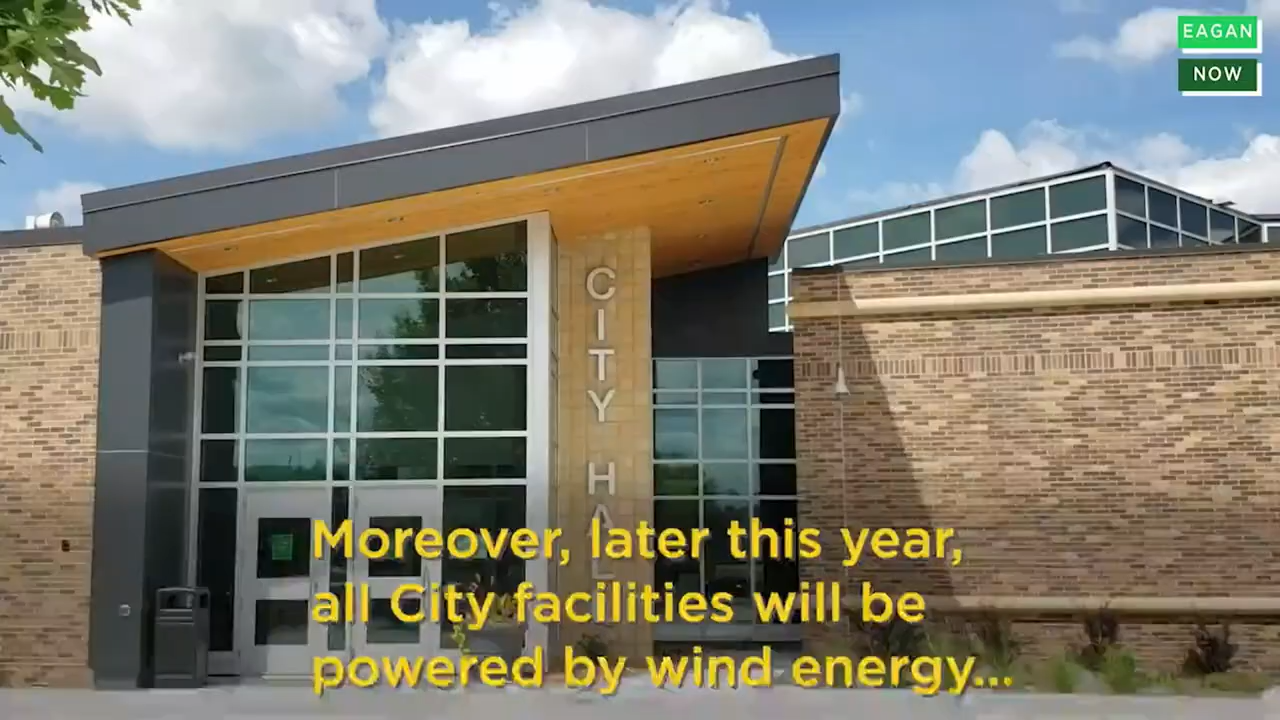 EAGAN
NOW
CITY HALL
Moreover, later this year,
all City facilities will be
powered by wind energy...